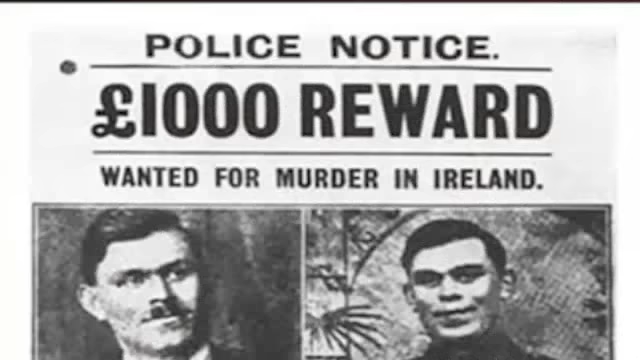 POLICE NOTICE.
£1000 REWARD
WANTED FOR MURDER IN IRELAND.